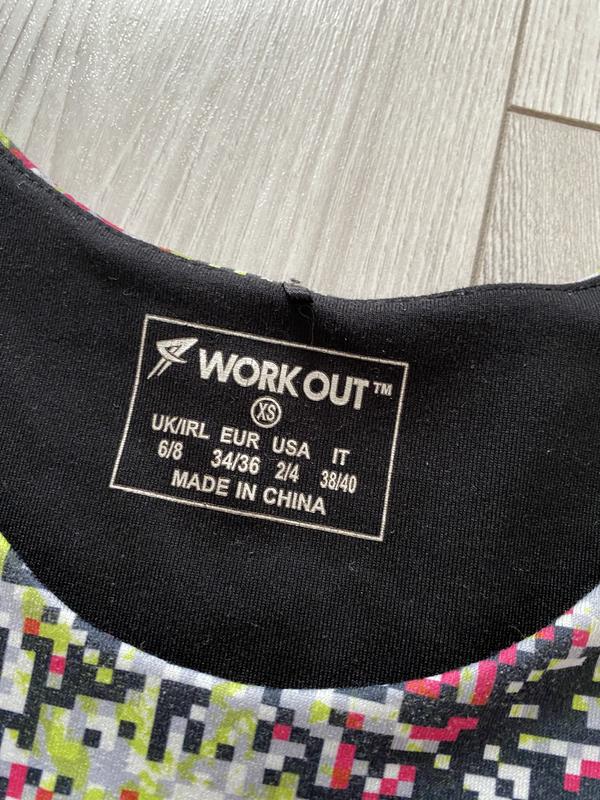 WORK OUT™
XS
UK/IRL EUR USA IT
6/8 34/36 2/4 38/40
MADE IN CHINA